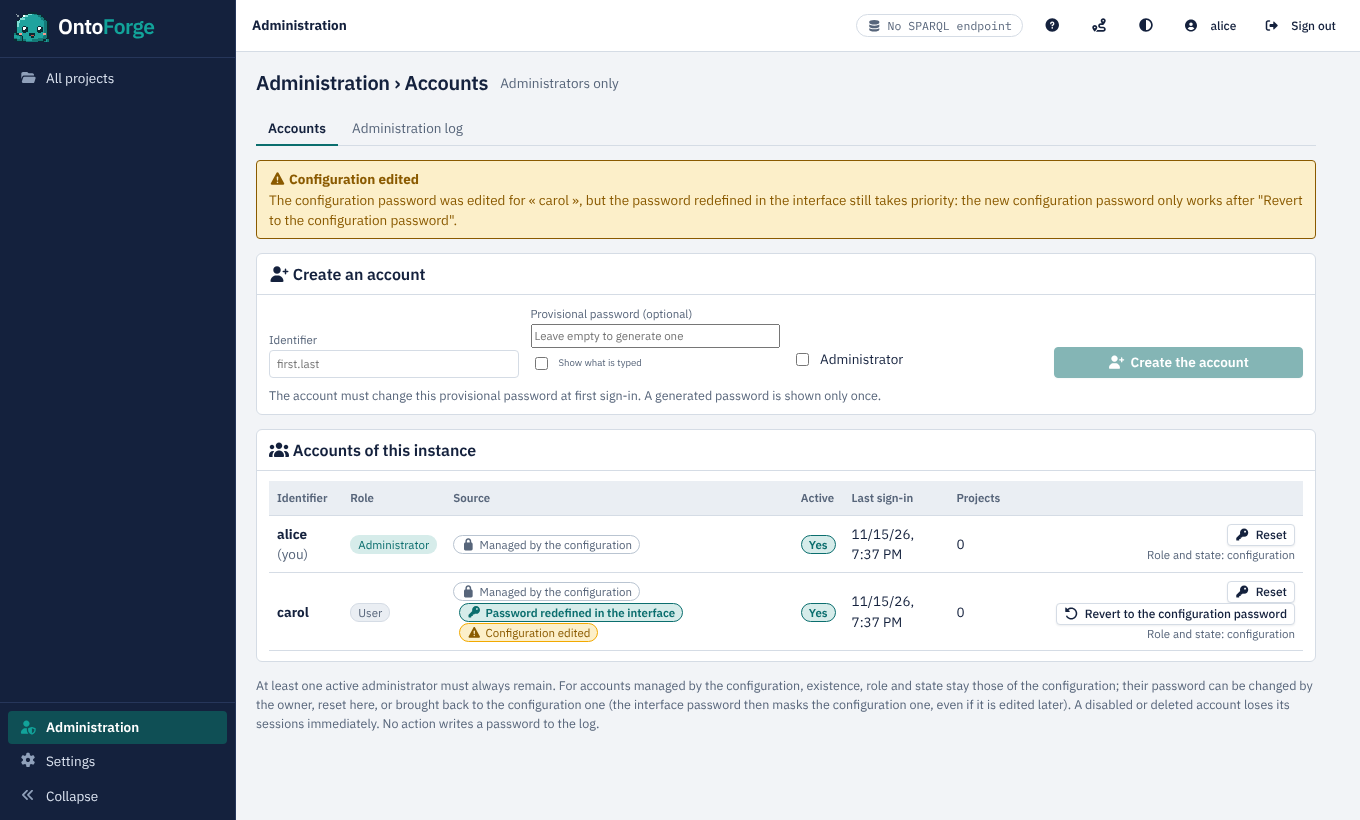 OntoForge
All projects
Administration
Settings
Collapse
Administration
No SPARQL endpoint
alice
Sign out
Administration › Accounts
Administrators only
Accounts
Administration log
Configuration edited
The configuration password was edited for « carol », but the password redefined in the interface still takes priority: the new configuration password only works after "Revert
to the configuration password".
Create an account
Identifier
first.last
Provisional password (optional)
Leave empty to generate one
Show what is typed
Administrator
Create the account
The account must change this provisional password at first sign-in. A generated password is shown only once.
Accounts of this instance
Identifier Role Source Active Last sign-in Projects
alice
(you)
Administrator
Managed by the configuration
Yes
11/15/26,
7:37 PM
0
Reset
Role and state: configuration
carol
User
Managed by the configuration
Password redefined in the interface
Configuration edited
Yes
11/15/26,
7:37 PM
0
Reset
Revert to the configuration password
Role and state: configuration
At least one active administrator must always remain. For accounts managed by the configuration, existence, role and state stay those of the configuration; their password can be changed by
the owner, reset here, or brought back to the configuration one (the interface password then masks the configuration one, even if it is edited later). A disabled or deleted account loses its
sessions immediately. No action writes a password to the log.